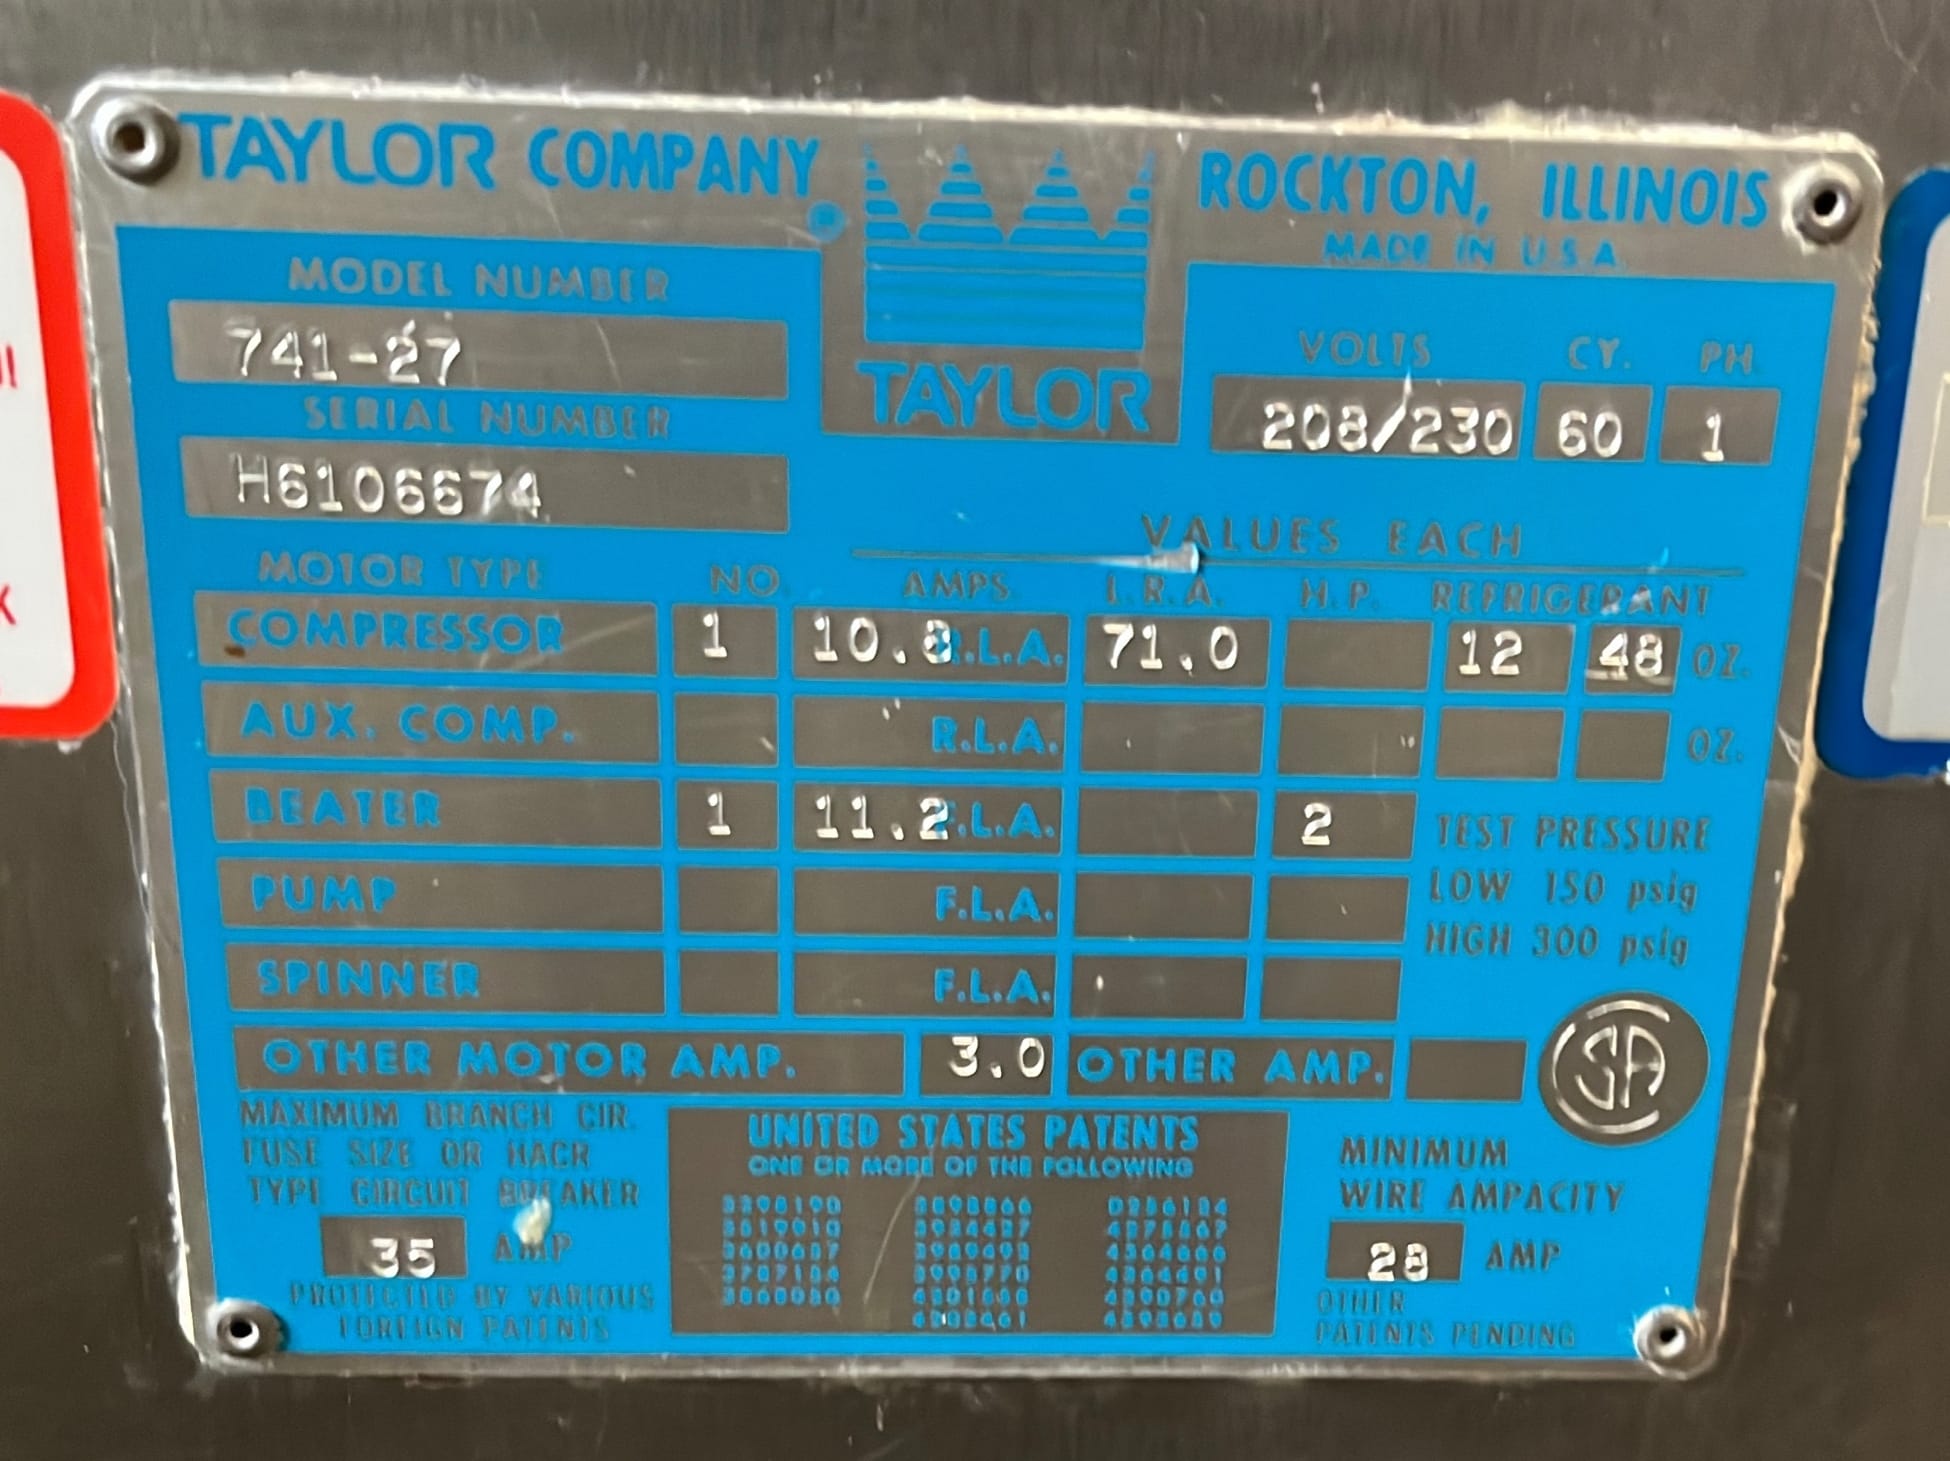 TAYLOR COMPANY
ROCKTON, ILLINOIS
MADE IN U.S.A.
TAYLOR
MODEL NUMBER
741-27
SERIAL NUMBER
H6106674
VOLTS CY. PH
208/230 60 1
VALUES EACH
MOTOR TYPE NO. AMPS. L.R.A. H.P. REFRIGERANT
COMPRESSOR 1 10.8 R.L.A. 71.0 12 48 OZ.
AUX. COMP. R.L.A. OZ.
BEATER 1 11.2 F.L.A. 2
PUMP F.L.A.
SPINNER F.L.A.
TEST PRESSURE
LOW 150 psig
HIGH 300 psig
OTHER MOTOR AMP. 3.0 OTHER AMP.
MAXIMUM BRANCH CIR.
FUSE SIZE OR HACR
TYPE CIRCUIT BREAKER
35 AMP
PROTECTED BY VARIOUS
FOREIGN PATENTS
UNITED STATES PATENTS
ONE OR MORE OF THE FOLLOWING
SA
MINIMUM
WIRE AMPACITY
28 AMP
OTHER
PATENTS PENDING